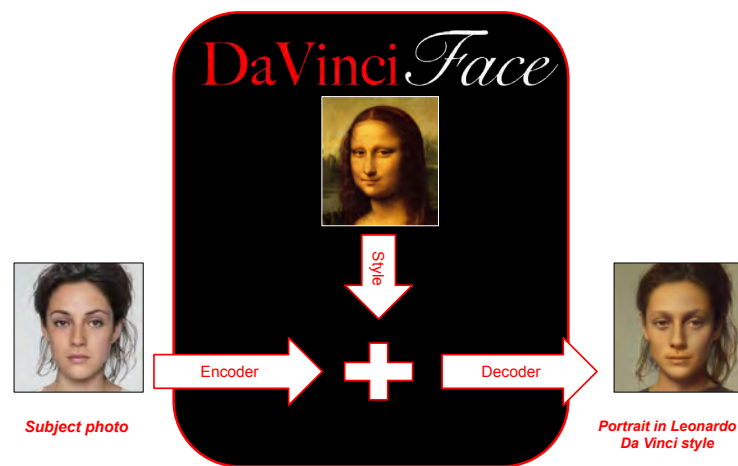 DaVinci Face
Style
Encoder
Decoder
Subject photo
Portrait in Leonardo
Da Vinci style